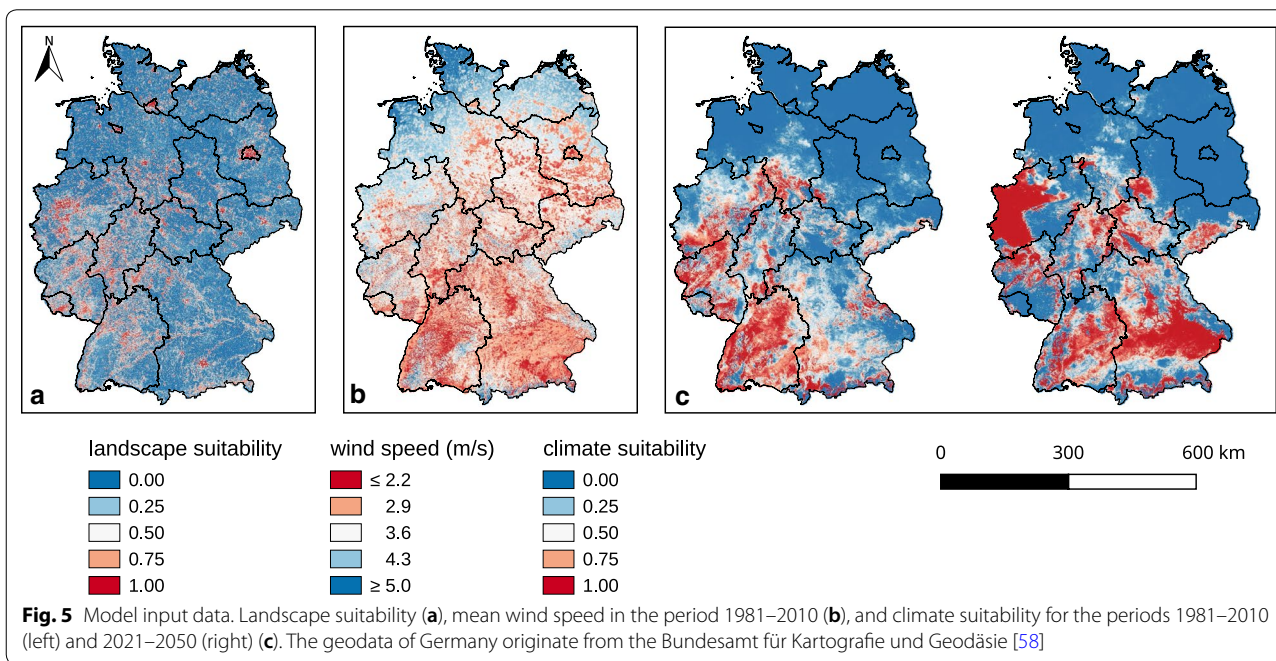 N
a
b
c
landscape suitability
0.00
0.25
0.50
0.75
1.00
wind speed (m/s)
≤ 2.2
2.9
3.6
4.3
≥ 5.0
climate suitability
0.00
0.25
0.50
0.75
1.00
0 300 600 km
Fig. 5 Model input data. Landscape suitability (a), mean wind speed in the period 1981–2010 (b), and climate suitability for the periods 1981–2010
(left) and 2021–2050 (right) (c). The geodata of Germany originate from the Bundesamt für Kartografie und Geodäsie [58]